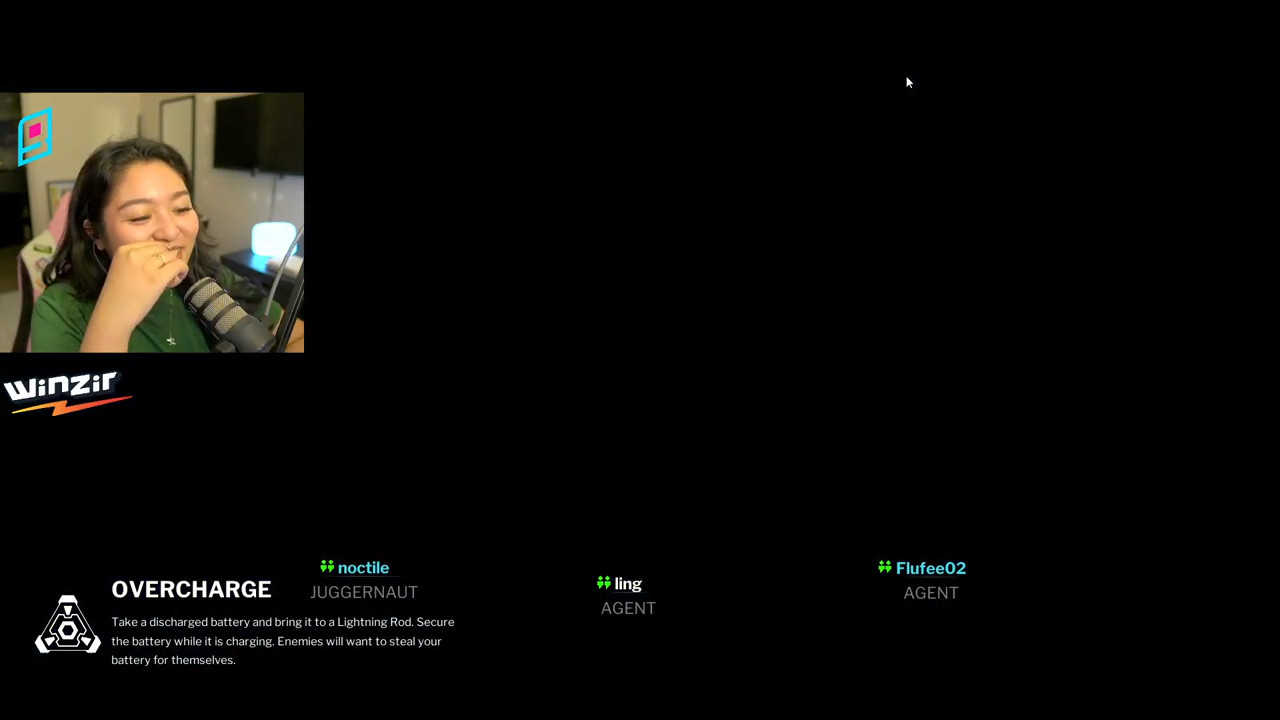 Winzir
noctile
JUGGERNAUT
ling
AGENT
Flufee02
AGENT
OVERCHARGE
Take a discharged battery and bring it to a Lightning Rod. Secure
the battery while it is charging. Enemies will want to steal your
battery for themselves.